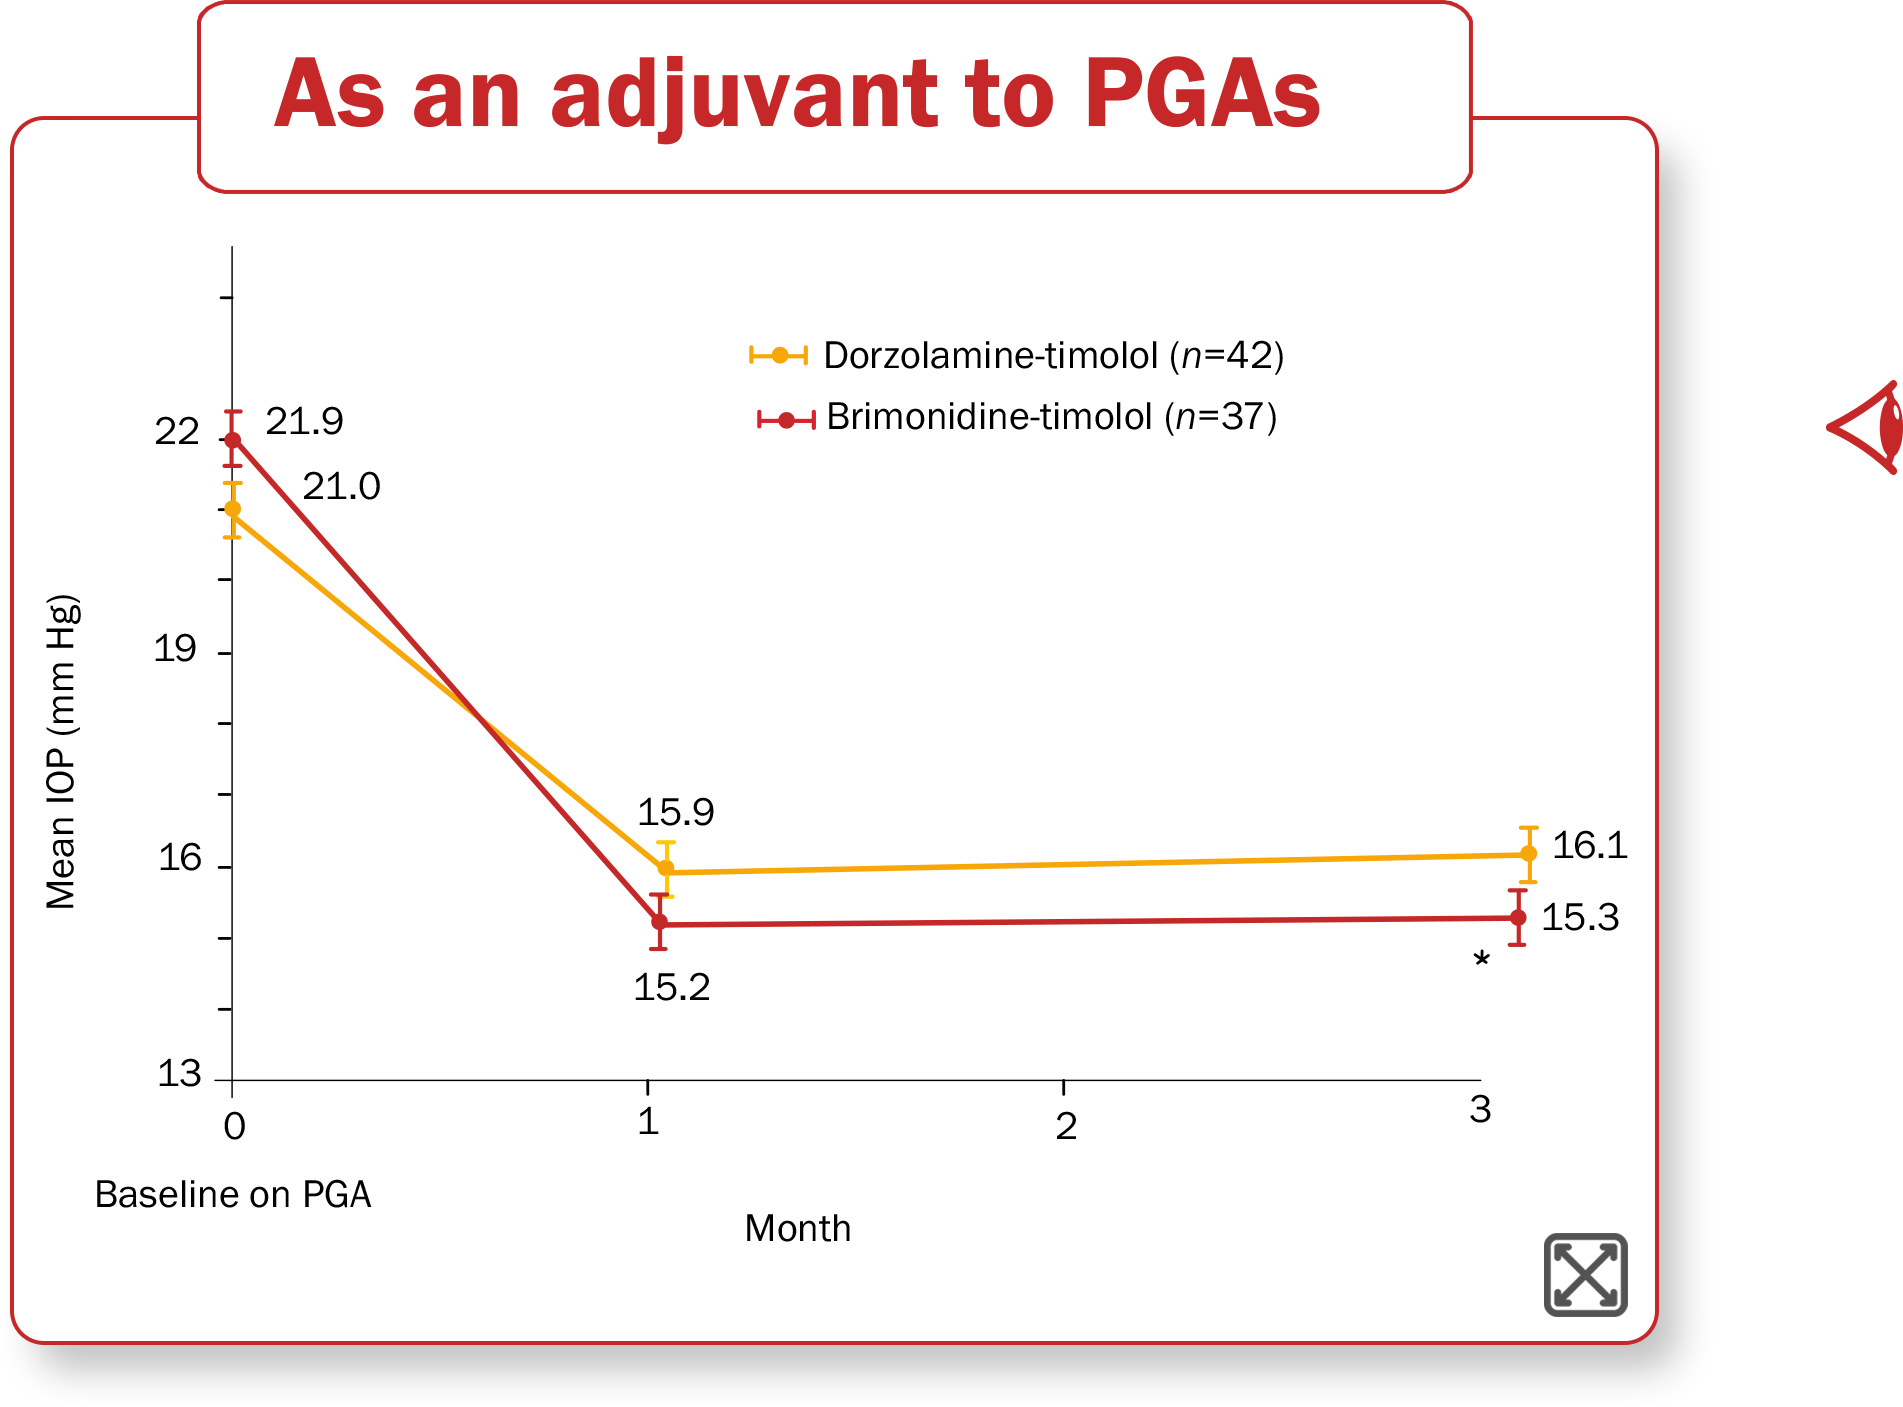 As an adjuvant to PGAs
Dorzolamine-timolol (n=42)
Brimonidine-timolol (n=37)
22
21.9
21.0
19
Mean IOP (mm Hg)
15.9
16
16.1
15.3
*
15.2
13
0
1
2
3
Baseline on PGA
Month